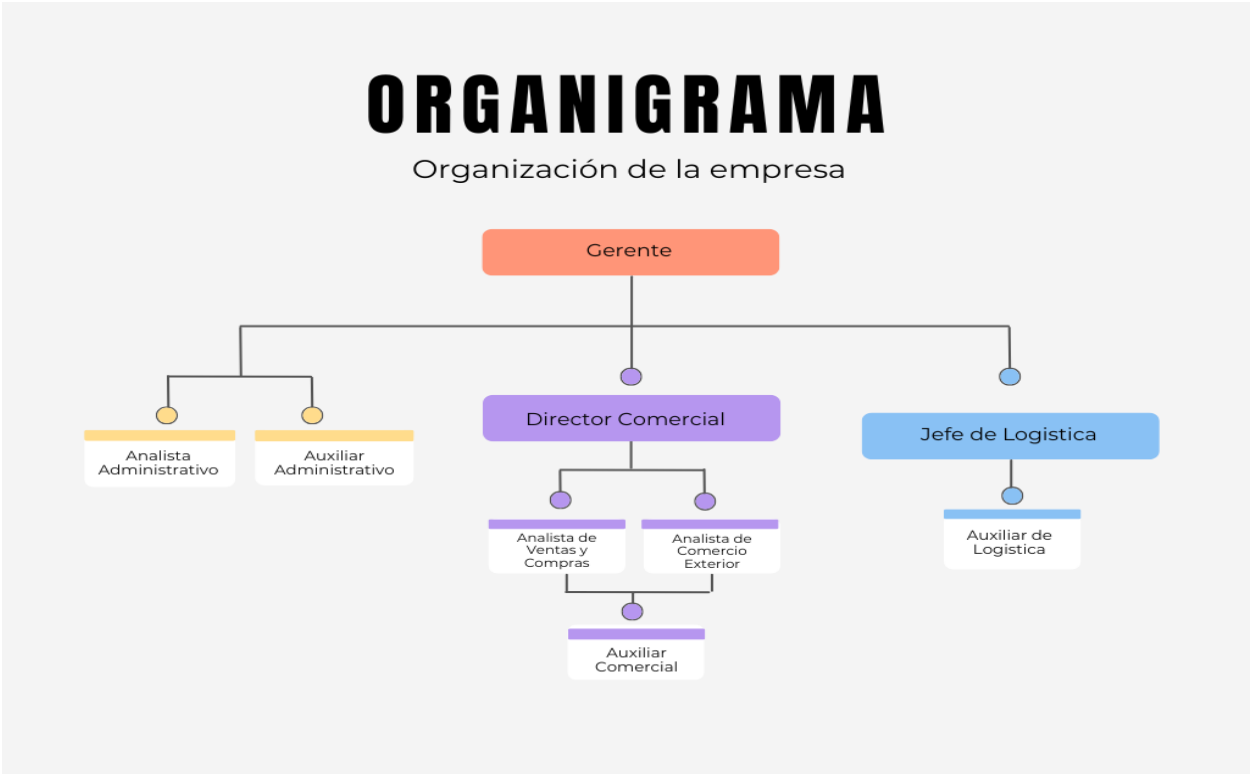 ORGANIGRAMA
Organización de la empresa
Gerente
Director Comercial
Jefe de Logistica
Analista
Administrativo
Auxiliar
Administrativo
Analista de
Ventas y
Compras
Analista de
Comercio
Exterior
Auxiliar de
Logistica
Auxiliar
Comercial